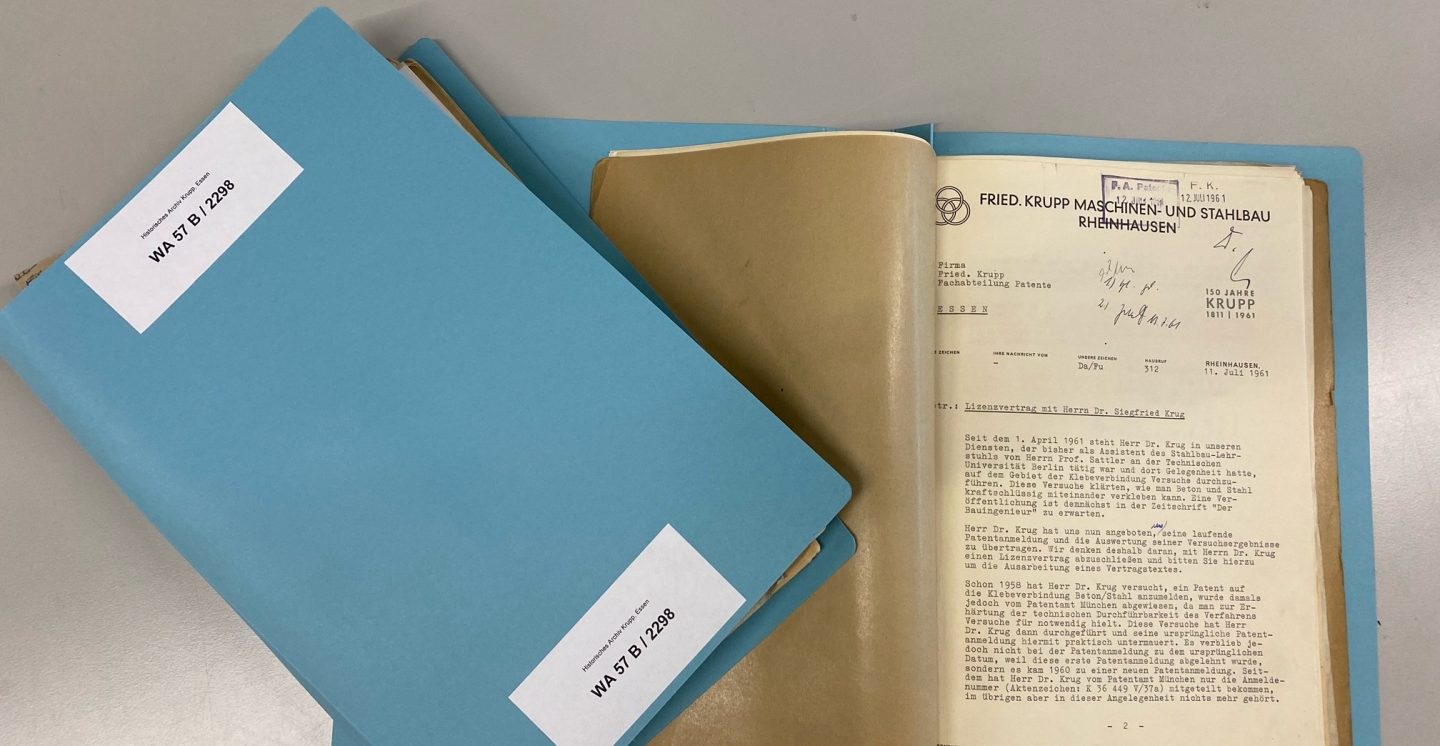 Historisches Archiv Krupp, Essen
WA 57 B / 2298
Historisches Archiv Krupp, Essen
WA 57 B / 2298
F. A. F. K.
12. JULI 1961
FRIED. KRUPP MASCHINEN- UND STAHLBAU
RHEINHAUSEN
Firma
Fried. Krupp
Fachabteilung Patente
ESSEN
150 JAHRE
KRUPP
1811 | 1961
ZEICHEN IHRE NACHRICHT VOM UNSERE ZEICHEN HAUSRUF RHEINHAUSEN,
– Da/Fu 312 11. Juli 1961
tr.: Lizenzvertrag mit Herrn Dr. Siegfried Krug
Seit dem 1. April 1961 steht Herr Dr. Krug in unseren
Diensten, der bisher als Assistent des Stahlbau-Lehr-
stuhls von Herrn Prof. Sattler an der Technischen
Universität Berlin tätig war und dort Gelegenheit hatte,
auf dem Gebiet der Klebeverbindung Versuche durchzu-
führen. Diese Versuche klärten, wie man Beton und Stahl
kraftschlüssig miteinander verkleben kann. Eine Ver-
öffentlichung ist demnächst in der Zeitschrift "Der
Bauingenieur" zu erwarten.
Herr Dr. Krug hat uns nun angeboten, seine laufende
Patentanmeldung und die Auswertung seiner Versuchsergebnisse
zu übertragen. Wir denken deshalb daran, mit Herrn Dr. Krug
einen Lizenzvertrag abzuschließen und bitten Sie hierzu
um die Ausarbeitung eines Vertragstextes.
Schon 1958 hat Herr Dr. Krug versucht, ein Patent auf
die Klebeverbindung Beton/Stahl anzumelden, wurde damals
jedoch vom Patentamt München abgewiesen, da man zur Er-
härtung der technischen Durchführbarkeit des Verfahrens
Versuche für notwendig hielt. Diese Versuche hat Herr
Dr. Krug dann durchgeführt und seine ursprüngliche Patent-
anmeldung hiermit praktisch untermauert. Es verblieb je-
doch nicht bei der Patentanmeldung zu dem ursprünglichen
Datum, weil diese erste Patentanmeldung abgelehnt wurde,
sondern es kam 1960 zu einer neuen Patentanmeldung. Seit-
dem hat Herr Dr. Krug vom Patentamt München nur die Anmelde-
nummer (Aktenzeichen: K 36 449 V/37a) mitgeteilt bekommen,
im übrigen aber in dieser Angelegenheit nichts mehr gehört.
- 2 -